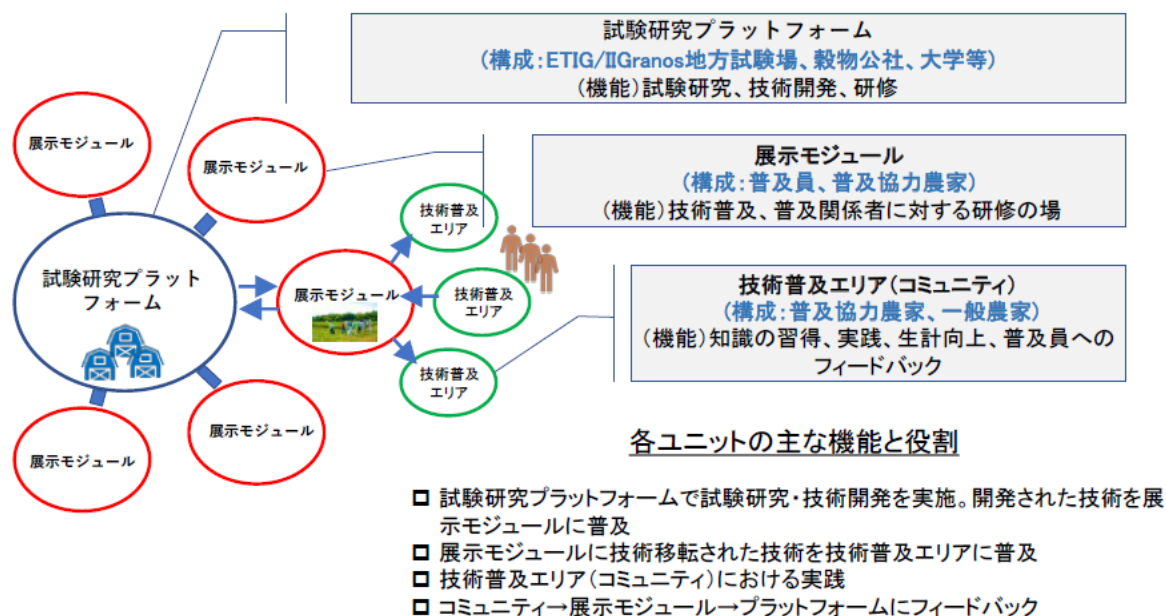 試験研究プラットフォーム
(構成:ETIG/IIGranos地方試験場、穀物公社、大学等)
(機能)試験研究、技術開発、研修
展示モジュール
(構成:普及員、普及協力農家)
(機能)技術普及、普及関係者に対する研修の場
技術普及エリア(コミュニティ)
(構成:普及協力農家、一般農家)
(機能)知識の習得、実践、生計向上、普及員への
フィードバック
展示モジュール
展示モジュール
試験研究プラット
フォーム
展示モジュール
技術普及
エリア
技術普及
エリア
技術普及
エリア
展示モジュール
展示モジュール
各ユニットの主な機能と役割
□ 試験研究プラットフォームで試験研究・技術開発を実施。開発された技術を展
示モジュールに普及
□ 展示モジュールに技術移転された技術を技術普及エリアに普及
□ 技術普及エリア(コミュニティ)における実践
□ コミュニティ→展示モジュール→プラットフォームにフィードバック